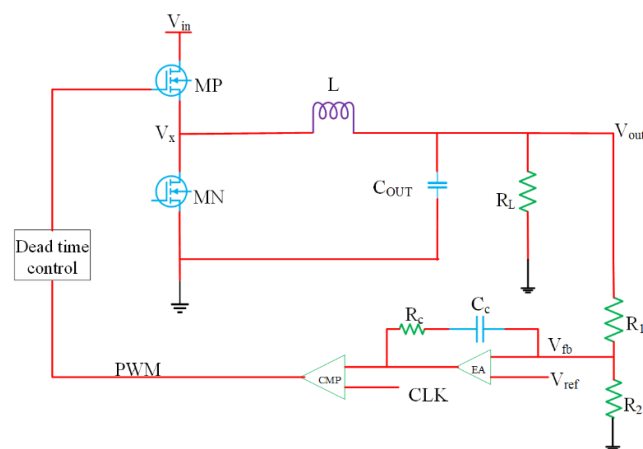 Vin
MP
L
Vx
Vout
MN
COUT
RL
Dead time
control
Rc
Cc
R1
Vfb
PWM
CMP
EA
CLK
Vref
R2